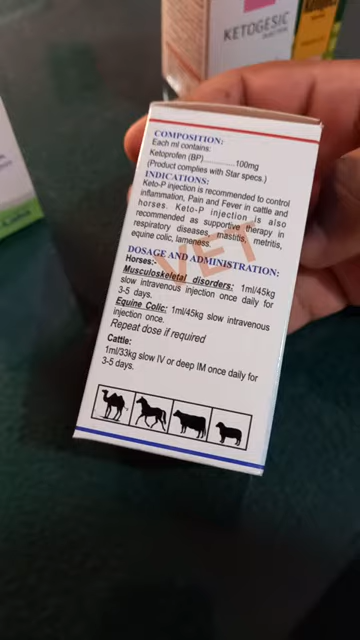 KETOGESIC
INJECTION
COMPOSITION:
Each ml contains:
Ketoprofen (BP)..............100mg
(Product complies with Star specs.)
INDICATIONS:
Keto-P injection is recommended to control
inflammation, Pain and Fever in cattle and
horses. Keto-P injection is also
recommended as supportive therapy in
respiratory diseases, mastitis, metritis,
equine colic, lameness.
VET
DOSAGE AND ADMINISTRATION:
Horses:
Musculoskeletal disorders: 1ml/45kg
slow intravenous injection once daily for
3-5 days.
Equine Colic: 1ml/45kg slow intravenous
injection once.
Repeat dose if required
Cattle:
1ml/33kg slow IV or deep IM once daily for
3-5 days.